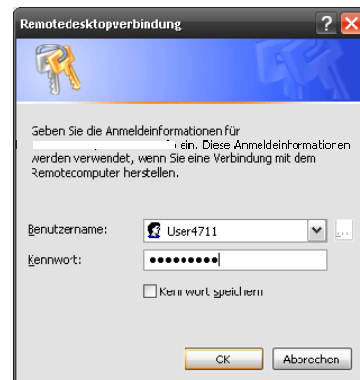 Remotedesktopverbindung
Geben Sie die Anmeldeinformationen für
ein. Diese Anmeldeinformationen
werden verwendet, wenn Sie eine Verbindung mit dem
Remotecomputer herstellen.
Benutzername: User4711
...
Kennwort: •••••••••
Kennwort speichern
OK Abbrechen